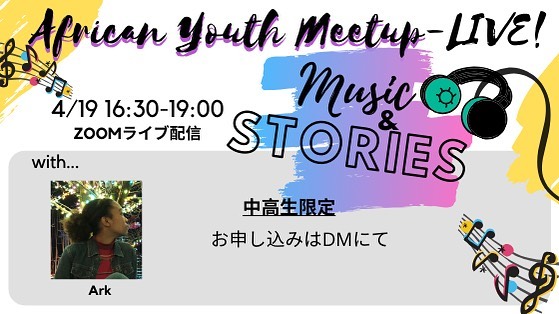 African Youth Meetup-LIVE!
Music
&
STORIES
4/19 16:30-19:00
ZOOMライブ配信
with...
中高生限定
お申し込みはDMにて
Ark